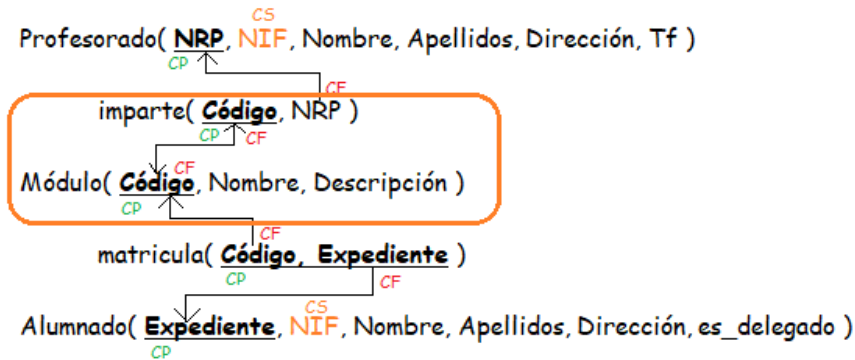 CS
Profesorado( NRP, NIF, Nombre, Apellidos, Dirección, Tf )
CP
CF
imparte( Código, NRP )
CP CF
CF
Módulo( Código, Nombre, Descripción )
CP
CF
matricula( Código, Expediente )
CP CF
CS
Alumnado( Expediente, NIF, Nombre, Apellidos, Dirección, es_delegado )
CP